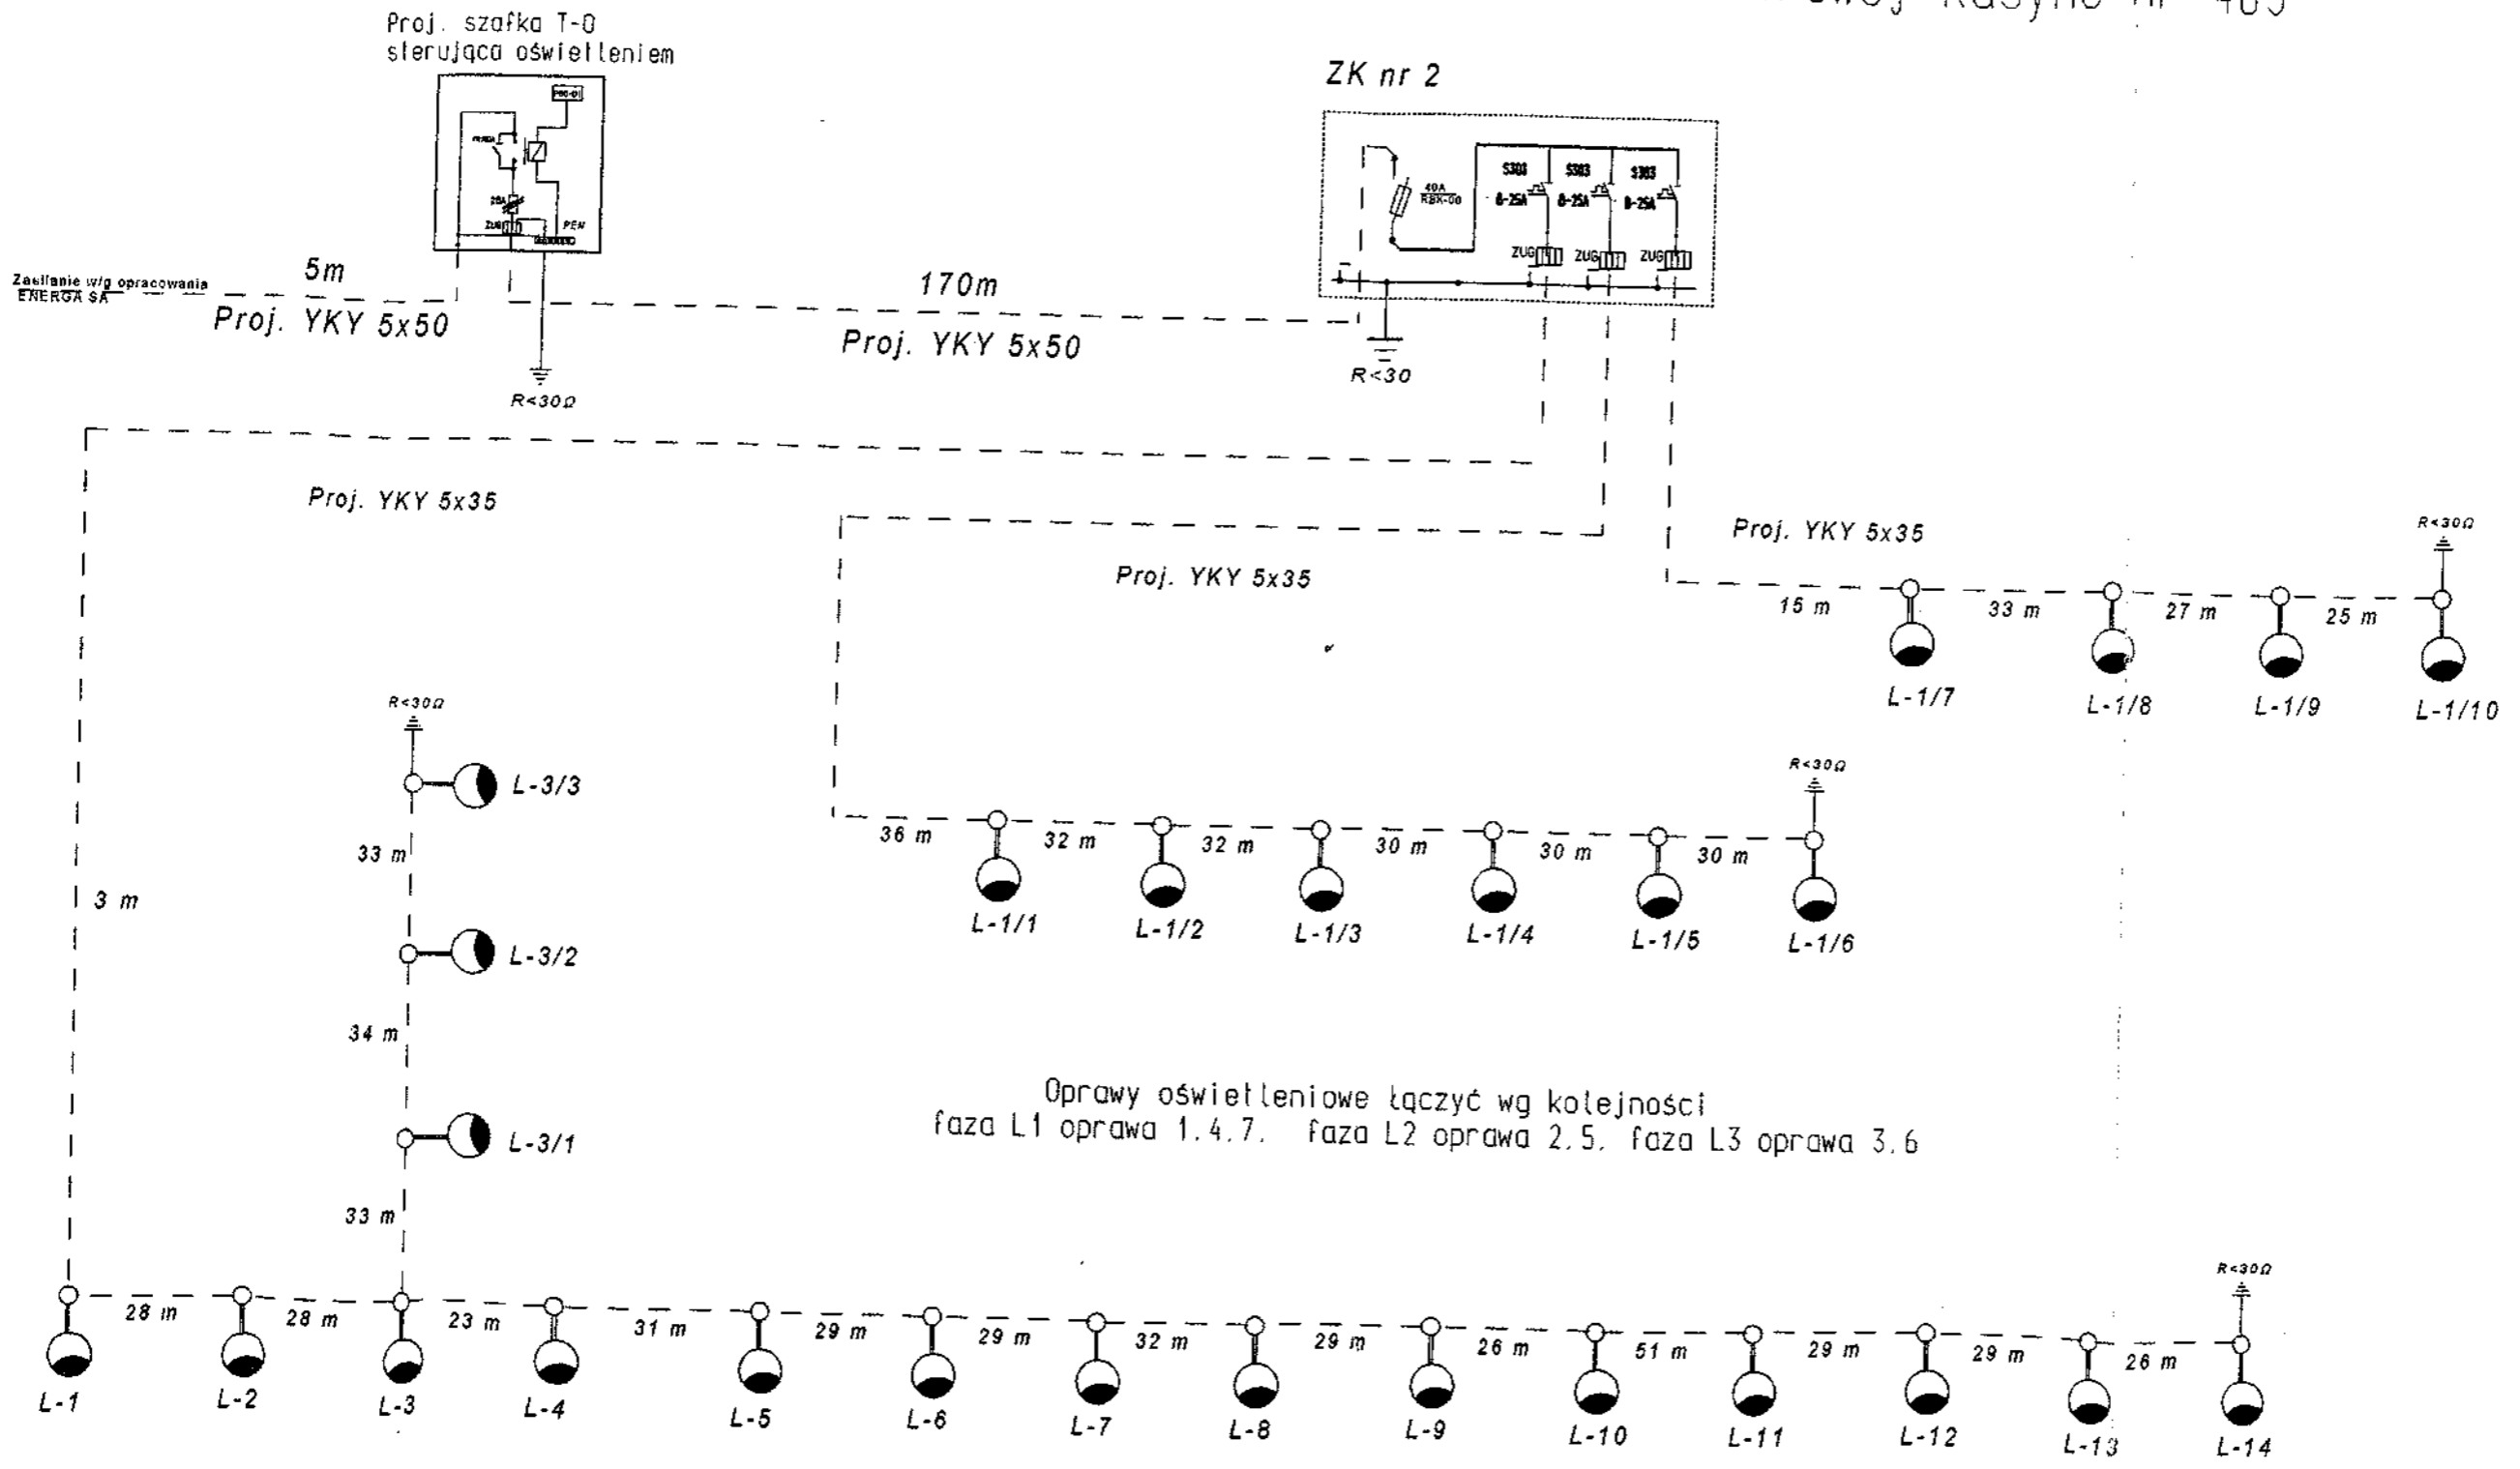 Proj. szafka T-O
sterująca oświetleniem
ZK nr 2
PEN
ZUG
20A
40A
RBK-00
S303
S303
S303
B-25A
B-25A
B-25A
ZUG
ZUG
ZUG
Zasilanie w/g opracowania
ENERGA SA
5m
Proj. YKY 5x50
170m
Proj. YKY 5x50
R<30Ω
R<30
Proj. YKY 5x35
Proj. YKY 5x35
Proj. YKY 5x35
R<30Ω
15 m
33 m
27 m
25 m
L-1/7
L-1/8
L-1/9
L-1/10
R<30Ω
L-3/3
33 m
L-3/2
34 m
L-3/1
33 m
3 m
R<30Ω
36 m
32 m
32 m
30 m
30 m
30 m
L-1/1
L-1/2
L-1/3
L-1/4
L-1/5
L-1/6
Oprawy oświetleniowe łączyć wg kolejności
faza L1 oprawa 1.4.7. faza L2 oprawa 2.5. faza L3 oprawa 3.6
R<30Ω
28 m
28 m
23 m
31 m
29 m
29 m
32 m
29 m
26 m
51 m
29 m
29 m
26 m
L-1
L-2
L-3
L-4
L-5
L-6
L-7
L-8
L-9
L-10
L-11
L-12
L-13
L-14